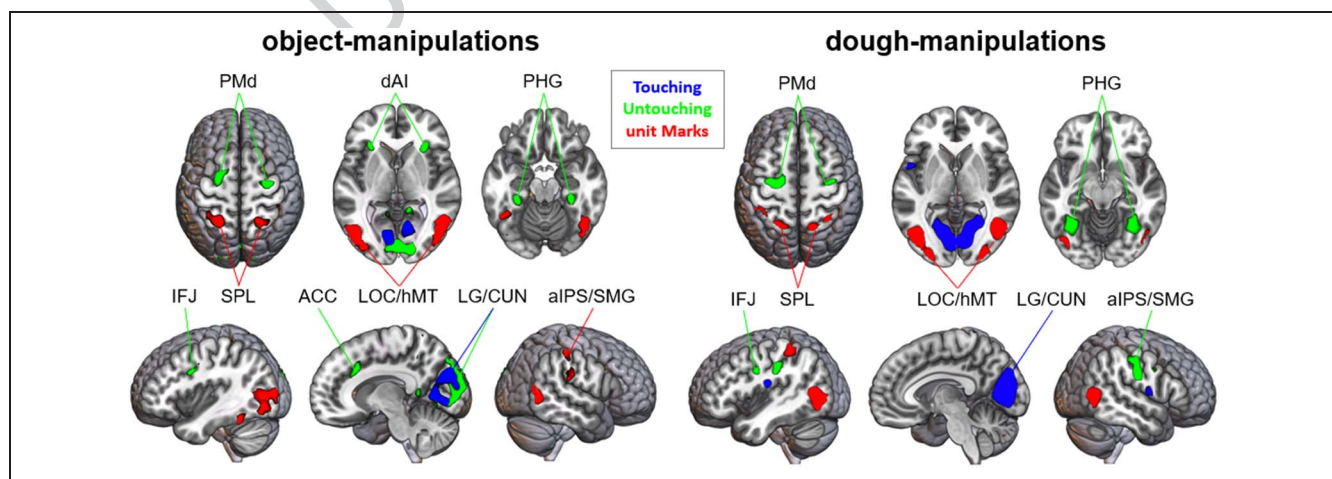 object-manipulations
dough-manipulations
PMd
dAI
PHG
Touching
Untouching
unit Marks
PMd
PHG
IFJ
SPL
ACC
LOC/hMT
LG/CUN
aIPS/SMG
IFJ
SPL
LOC/hMT
LG/CUN
aIPS/SMG